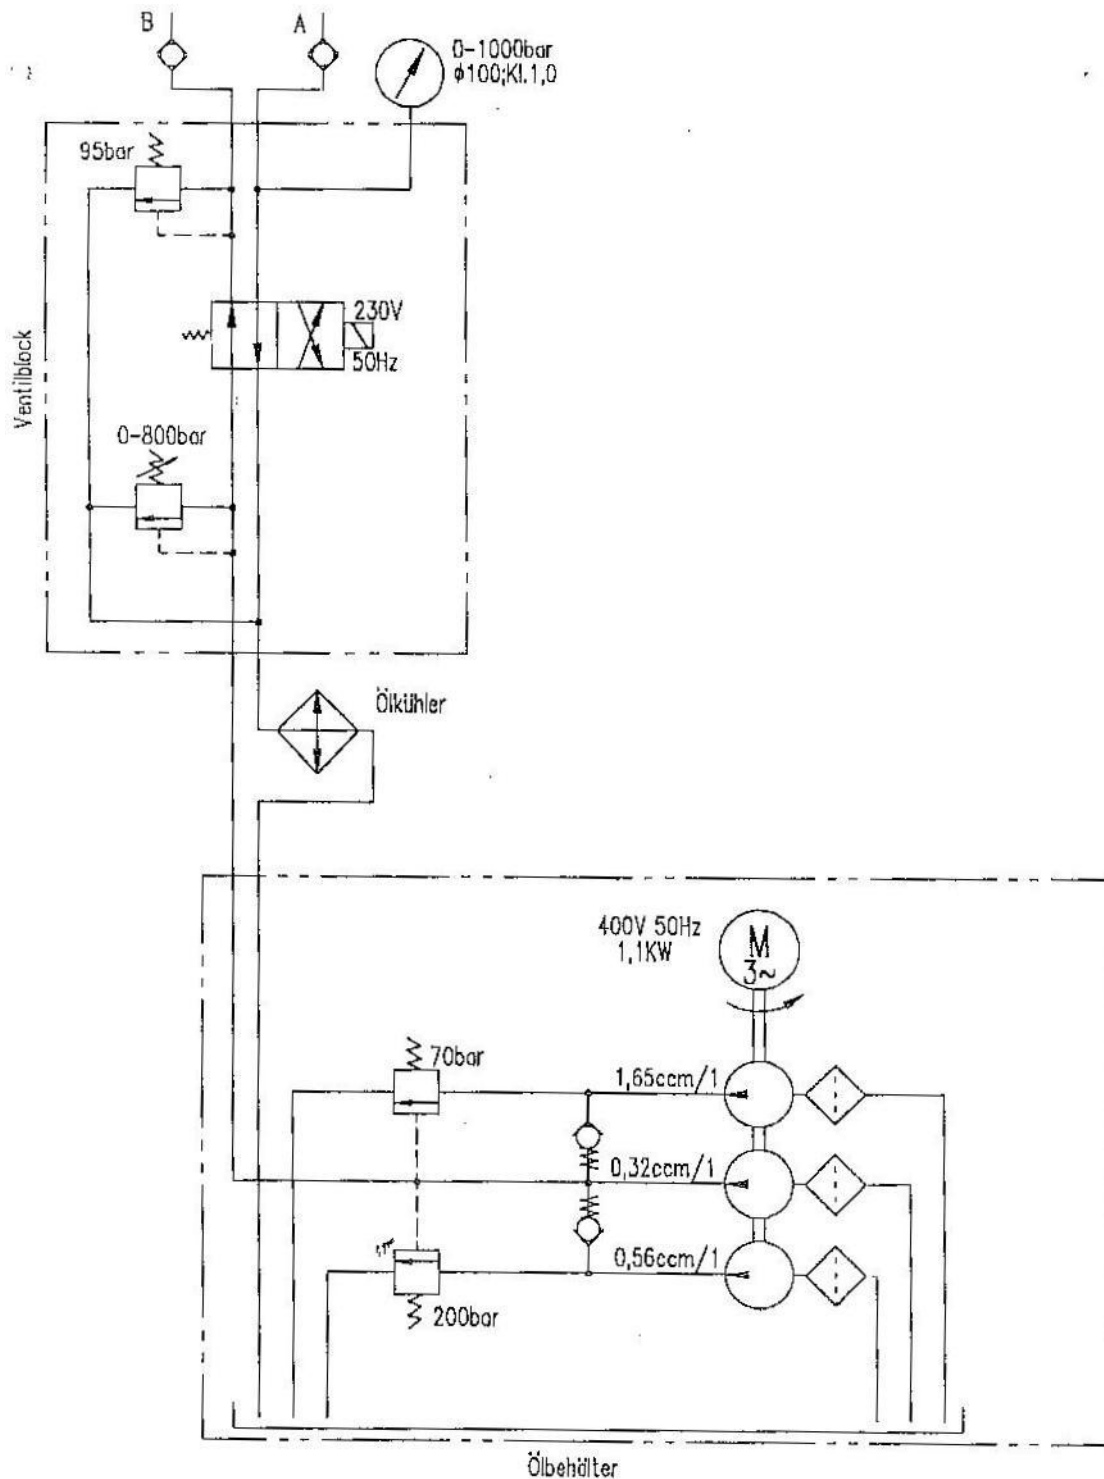 B
A
0-1000bar
ϕ100;Kl.1,0
95bar
230V
50Hz
Ventilblock
0-800bar
Ölkühler
400V 50Hz
1,1KW
M
3~
70bar
1,65ccm/1
0,32ccm/1
0,56ccm/1
200bar
Ölbehälter